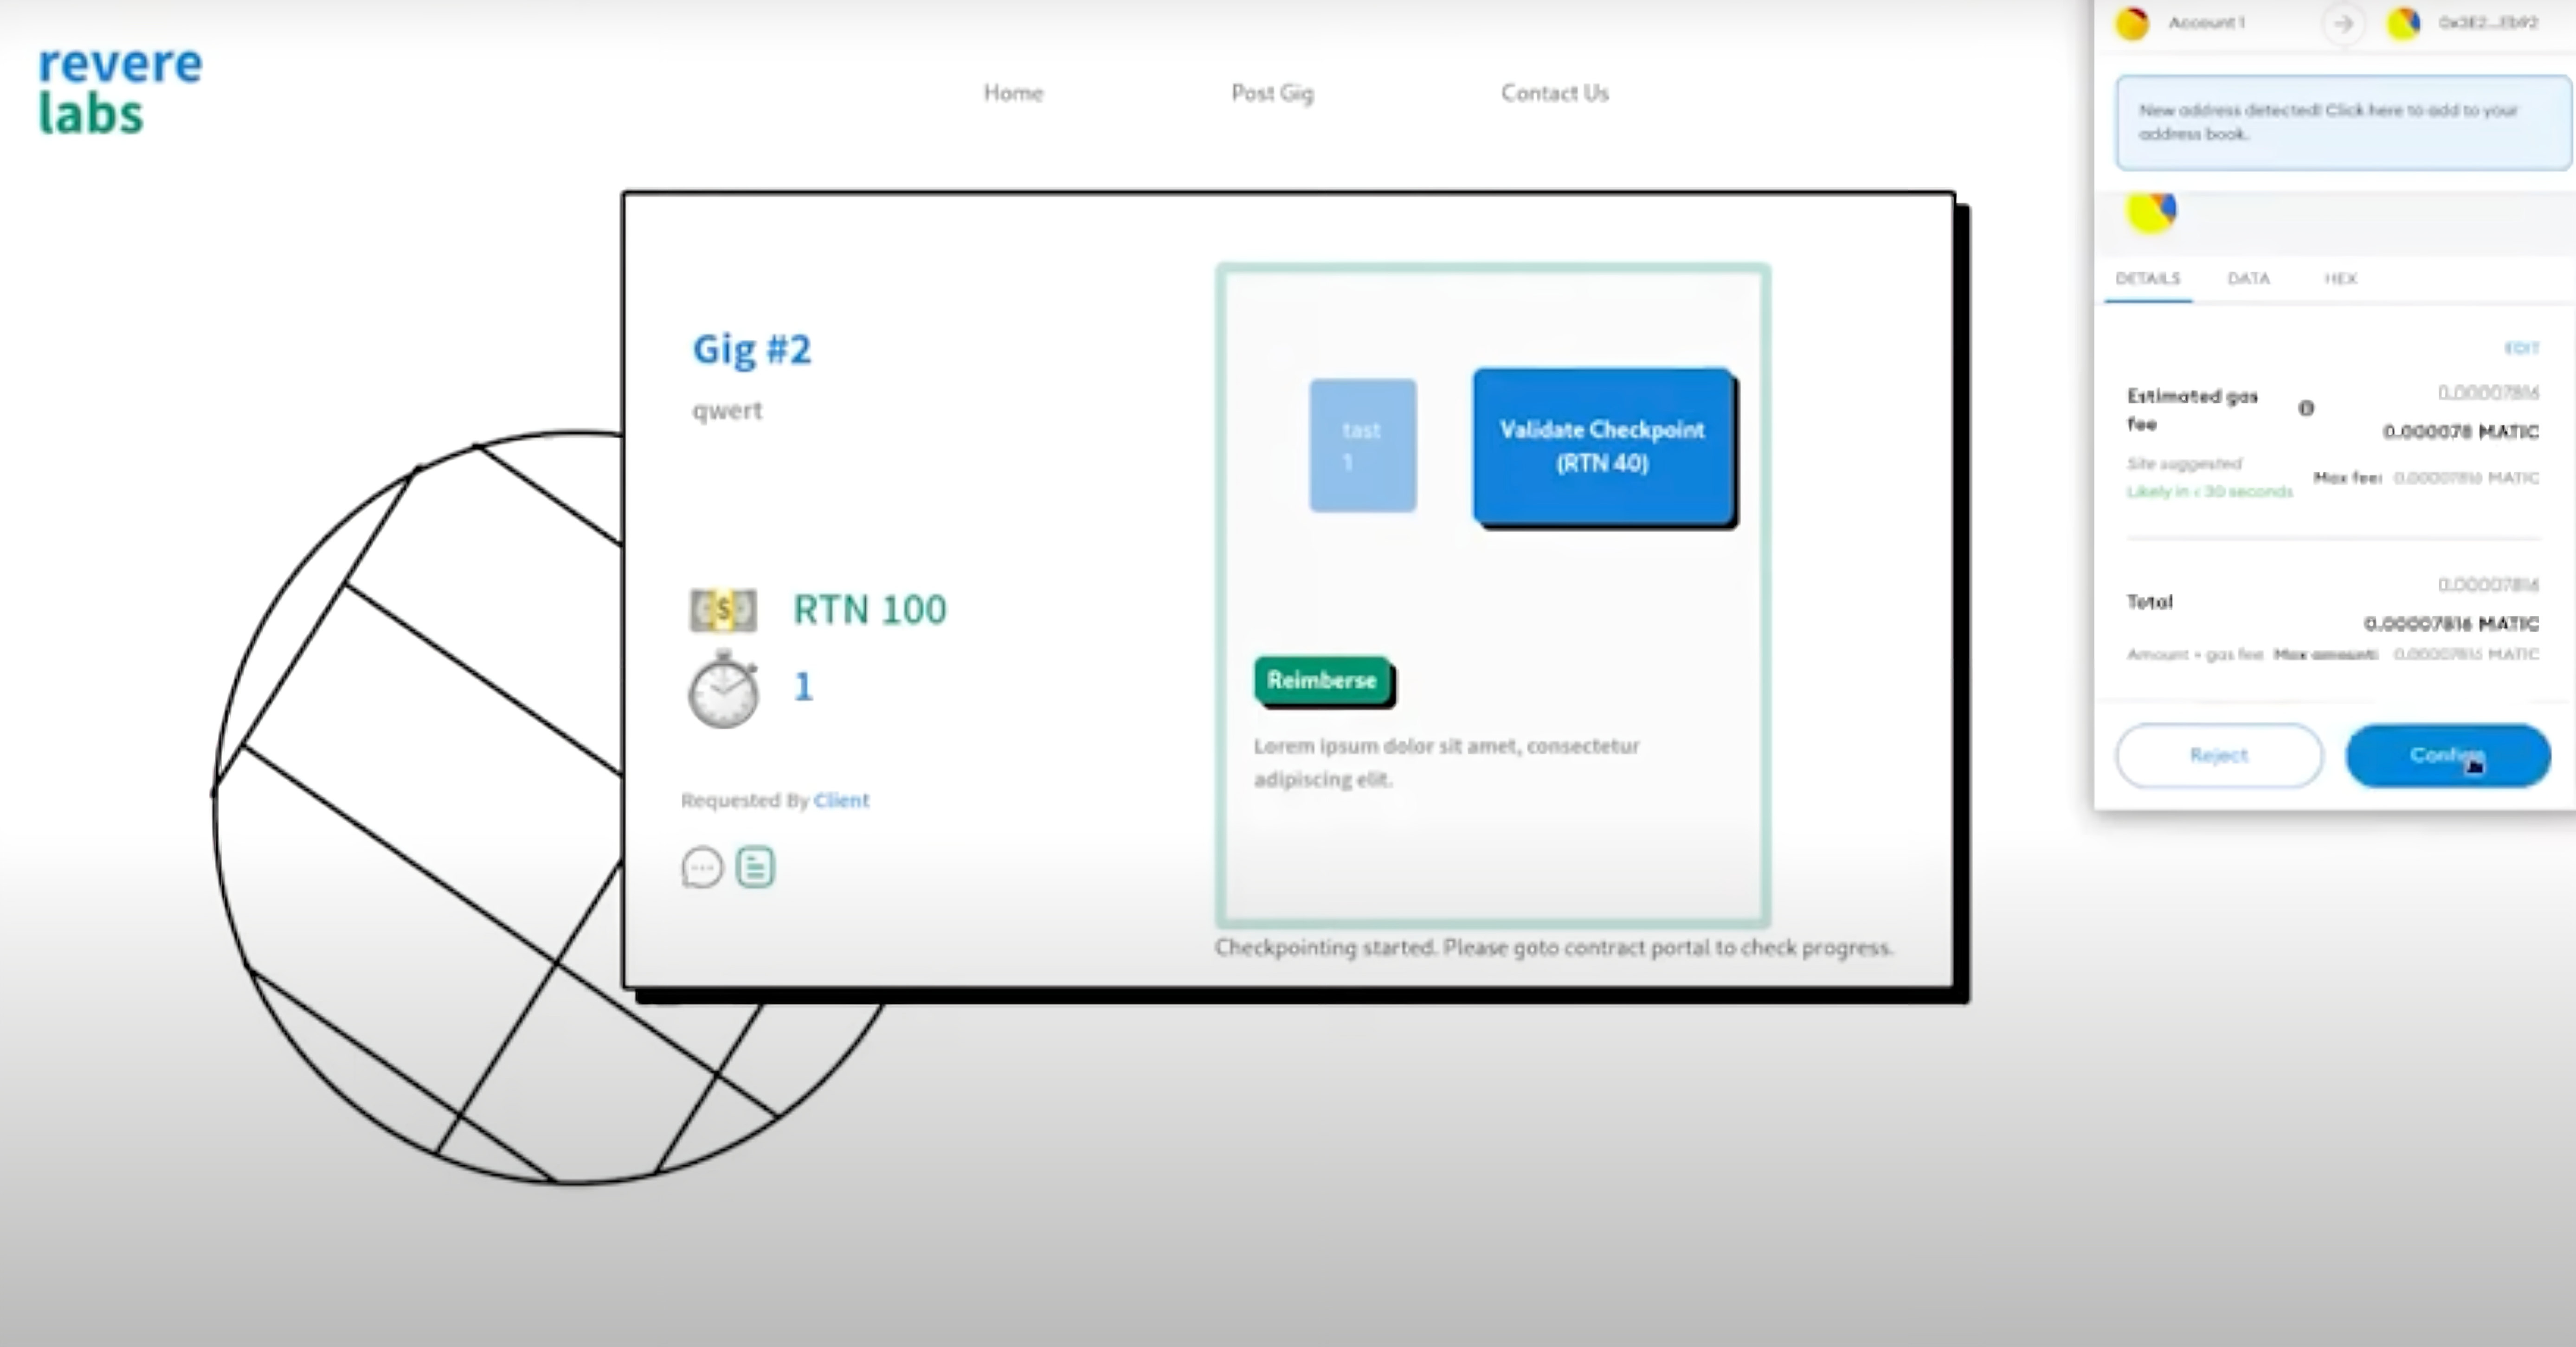 revere
labs
Home
Post Gig
Contact Us
Gig #2
qwert
RTN 100
1
Requested By Client
tast
1
Validate Checkpoint
(RTN 40)
Reimberse
Lorem ipsum dolor sit amet, consectetur
adipiscing elit.
Checkpointing started. Please goto contract portal to check progress.
Account 1
0x3E2...Eb92
New address detected! Click here to add to your
address book.
DETAILS
DATA
HEX
EDIT
Estimated gas
fee
0.00007816
0.000078 MATIC
Site suggested
Likely in < 30 seconds
Max fee: 0.00007816 MATIC
Total
0.00007816
0.00007816 MATIC
Amount + gas fee Max amount: 0.00007816 MATIC
Reject
Confirm